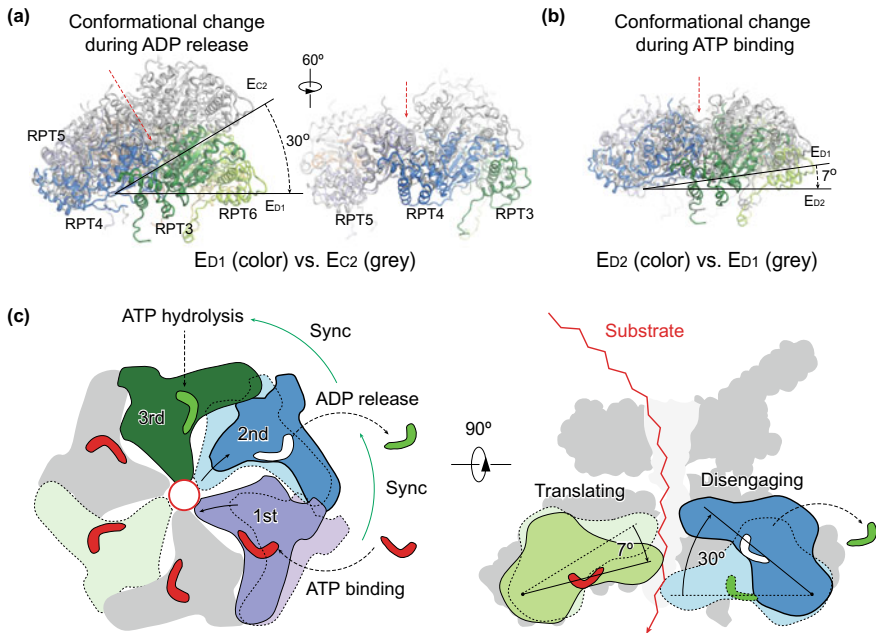 (a)
Conformational change
during ADP release
60º
EC2
RPT5
30º
ED1
RPT4
RPT3
RPT6
RPT5
RPT4
RPT3
ED1 (color) vs. EC2 (grey)
(b)
Conformational change
during ATP binding
ED1
7º
ED2
ED2 (color) vs. ED1 (grey)
(c)
ATP hydrolysis
Sync
3rd
2nd
ADP release
Sync
1st
ATP binding
90º
Substrate
Translating
Disengaging
7º
30º